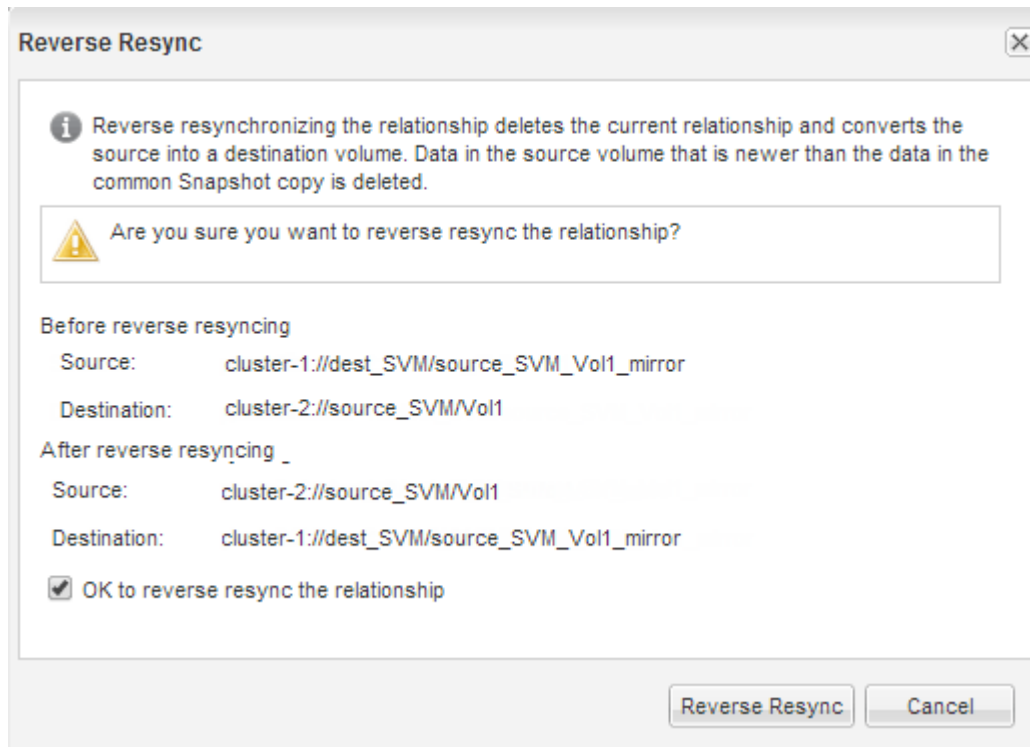 Reverse Resync
Reverse resynchronizing the relationship deletes the current relationship and converts the
source into a destination volume. Data in the source volume that is newer than the data in the
common Snapshot copy is deleted.
Are you sure you want to reverse resync the relationship?
Before reverse resyncing
Source: cluster-1://dest_SVM/source_SVM_Vol1_mirror
Destination: cluster-2://source_SVM/Vol1
After reverse resyncing
Source: cluster-2://source_SVM/Vol1
Destination: cluster-1://dest_SVM/source_SVM_Vol1_mirror
OK to reverse resync the relationship
Reverse Resync Cancel